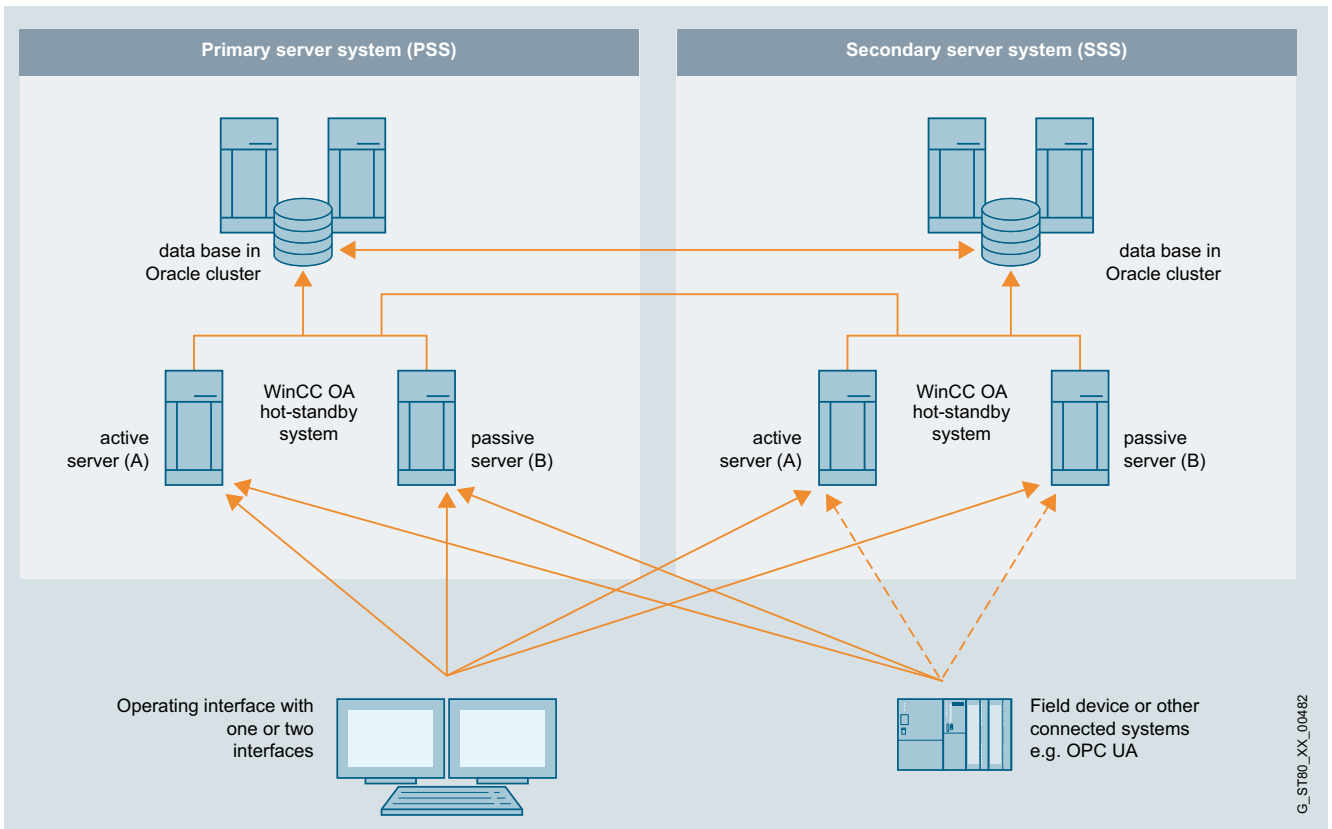 Primary server system (PSS)
Secondary server system (SSS)
data base in
Oracle cluster
data base in
Oracle cluster
WinCC OA
hot-standby
system
active
server (A)
passive
server (B)
WinCC OA
hot-standby
system
active
server (A)
passive
server (B)
Operating interface with
one or two
interfaces
Field device or other
connected systems
e.g. OPC UA
G_ST80_XX_00482